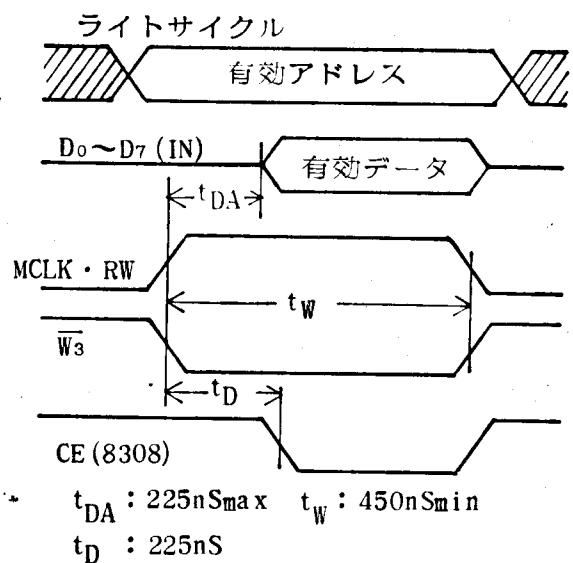 ライトサイクル
有効アドレス
D0〜D7 (IN)
有効データ
tDA
MCLK・RW
tW
W3
tD
CE (8308)
tDA : 225nSmax tW : 450nSmin
tD : 225nS